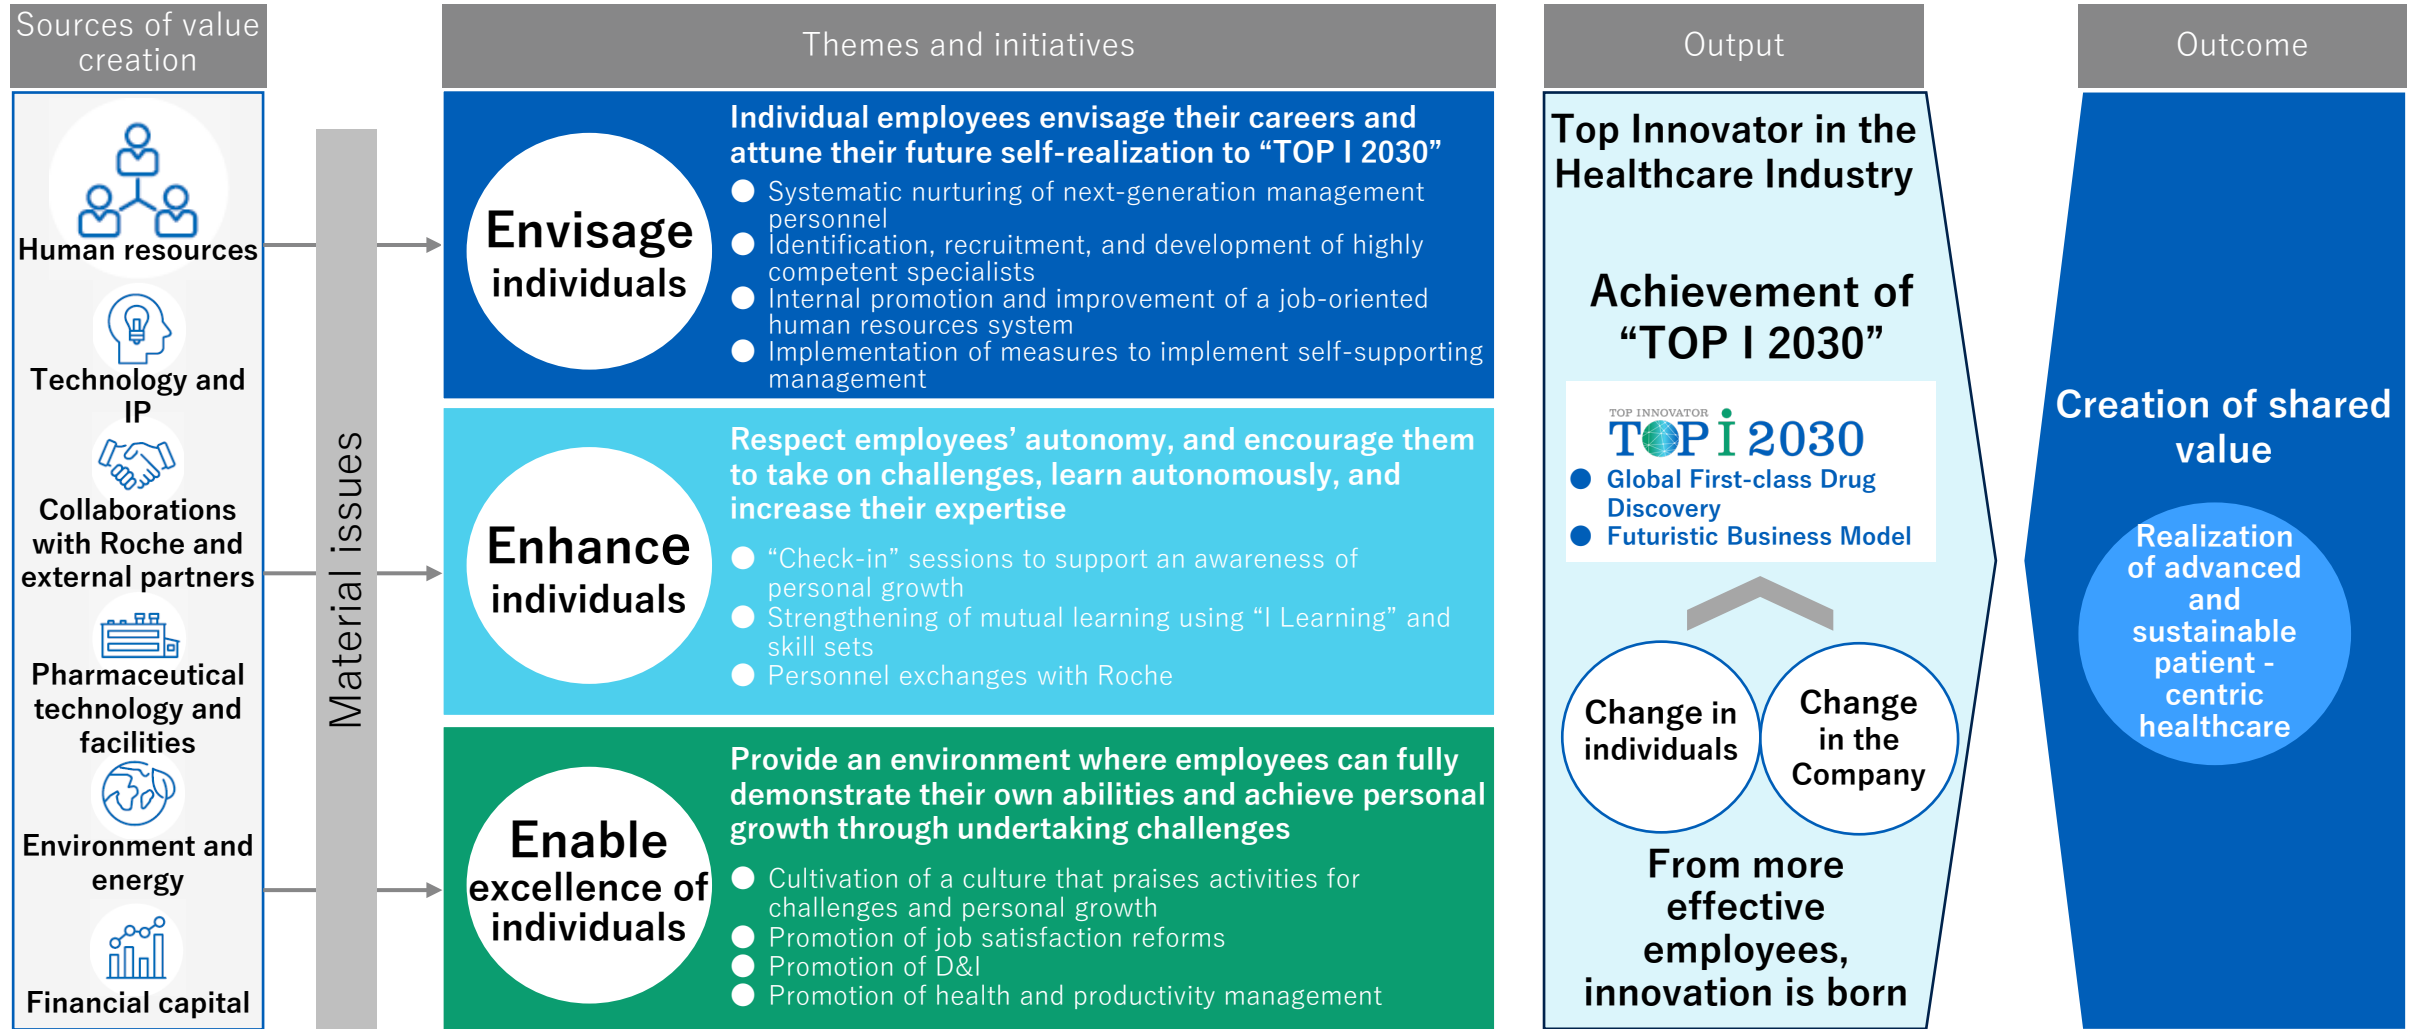 Sources of value
creation
Themes and initiatives
Output
Outcome
Human resources
Technology and
IP
Collaborations
with Roche and
external partners
Pharmaceutical
technology and
facilities
Environment and
energy
Financial capital
Material issues
Envisage
individuals
Individual employees envisage their careers and
attune their future self-realization to “TOP I 2030”
● Systematic nurturing of next-generation management
personnel
● Identification, recruitment, and development of highly
competent specialists
● Internal promotion and improvement of a job-oriented
human resources system
● Implementation of measures to implement self-supporting
management
Enhance
individuals
Respect employees’ autonomy, and encourage them
to take on challenges, learn autonomously, and
increase their expertise
● “Check-in” sessions to support an awareness of
personal growth
● Strengthening of mutual learning using “I Learning” and
skill sets
● Personnel exchanges with Roche
Enable
excellence of
individuals
Provide an environment where employees can fully
demonstrate their own abilities and achieve personal
growth through undertaking challenges
● Cultivation of a culture that praises activities for
challenges and personal growth
● Promotion of job satisfaction reforms
● Promotion of D&I
● Promotion of health and productivity management
Top Innovator in the
Healthcare Industry
Achievement of
“TOP I 2030”
TOP INNOVATOR
TOP I 2030
● Global First-class Drug
Discovery
● Futuristic Business Model
Change in
individuals
Change
in the
Company
From more
effective
employees,
innovation is born
Creation of shared
value
Realization
of advanced
and
sustainable
patient -
centric
healthcare